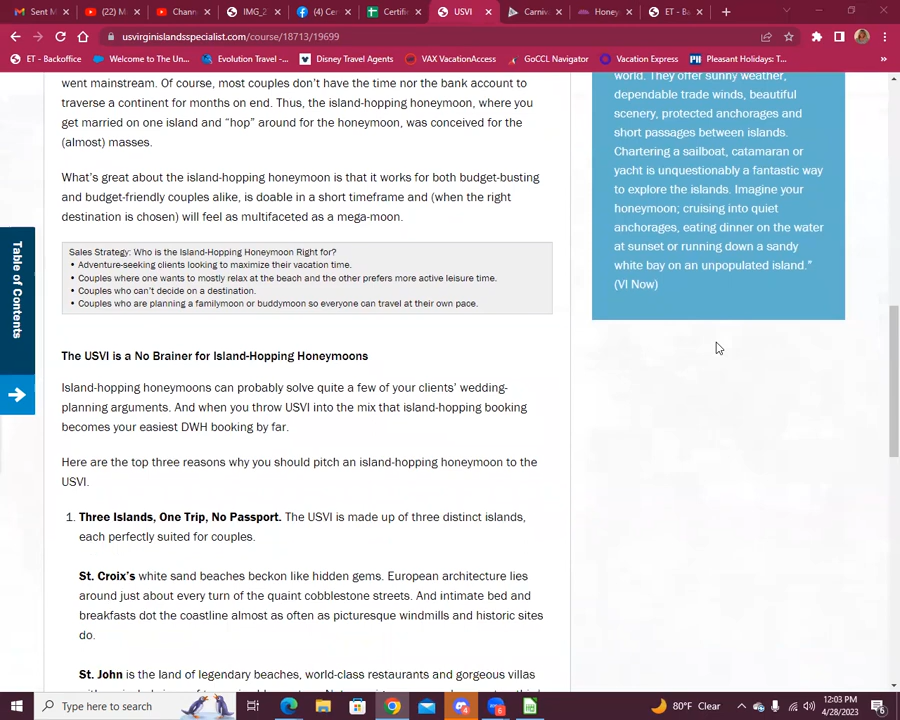 Sent M
(22) M
Chann
IMG_2
(4) Cer
Certific
USVI
Carniv
Honey
ET - Ba
usvirginislandsspecialist.com/course/18713/19699
ET - Backoffice
Welcome to The Un...
Evolution Travel -...
Disney Travel Agents
VAX VacationAccess
GoCCL Navigator
Vacation Express
Pleasant Holidays: T...
went mainstream. Of course, most couples don't have the time nor the bank account to
traverse a continent for months on end. Thus, the island-hopping honeymoon, where you
get married on one island and "hop" around for the honeymoon, was conceived for the
(almost) masses.
What's great about the island-hopping honeymoon is that it works for both budget-busting
and budget-friendly couples alike, is doable in a short timeframe and (when the right
destination is chosen) will feel as multifaceted as a mega-moon.
Sales Strategy: Who is the Island-Hopping Honeymoon Right for?
• Adventure-seeking clients looking to maximize their vacation time.
• Couples where one wants to mostly relax at the beach and the other prefers more active leisure time.
• Couples who can't decide on a destination.
• Couples who are planning a familymoon or buddymoon so everyone can travel at their own pace.
The USVI is a No Brainer for Island-Hopping Honeymoons
Island-hopping honeymoons can probably solve quite a few of your clients' wedding-
planning arguments. And when you throw USVI into the mix that island-hopping booking
becomes your easiest DWH booking by far.
Here are the top three reasons why you should pitch an island-hopping honeymoon to the
USVI.
1. Three Islands, One Trip, No Passport. The USVI is made up of three distinct islands,
each perfectly suited for couples.
St. Croix's white sand beaches beckon like hidden gems. European architecture lies
around just about every turn of the quaint cobblestone streets. And intimate bed and
breakfasts dot the coastline almost as often as picturesque windmills and historic sites
do.
St. John is the land of legendary beaches, world-class restaurants and gorgeous villas
world. They offer sunny weather,
dependable trade winds, beautiful
scenery, protected anchorages and
short passages between islands.
Chartering a sailboat, catamaran or
yacht is unquestionably a fantastic way
to explore the islands. Imagine your
honeymoon; cruising into quiet
anchorages, eating dinner on the water
at sunset or running down a sandy
white bay on an unpopulated island."
(VI Now)
Table of Contents
Type here to search
80°F Clear
12:03 PM
4/28/2023